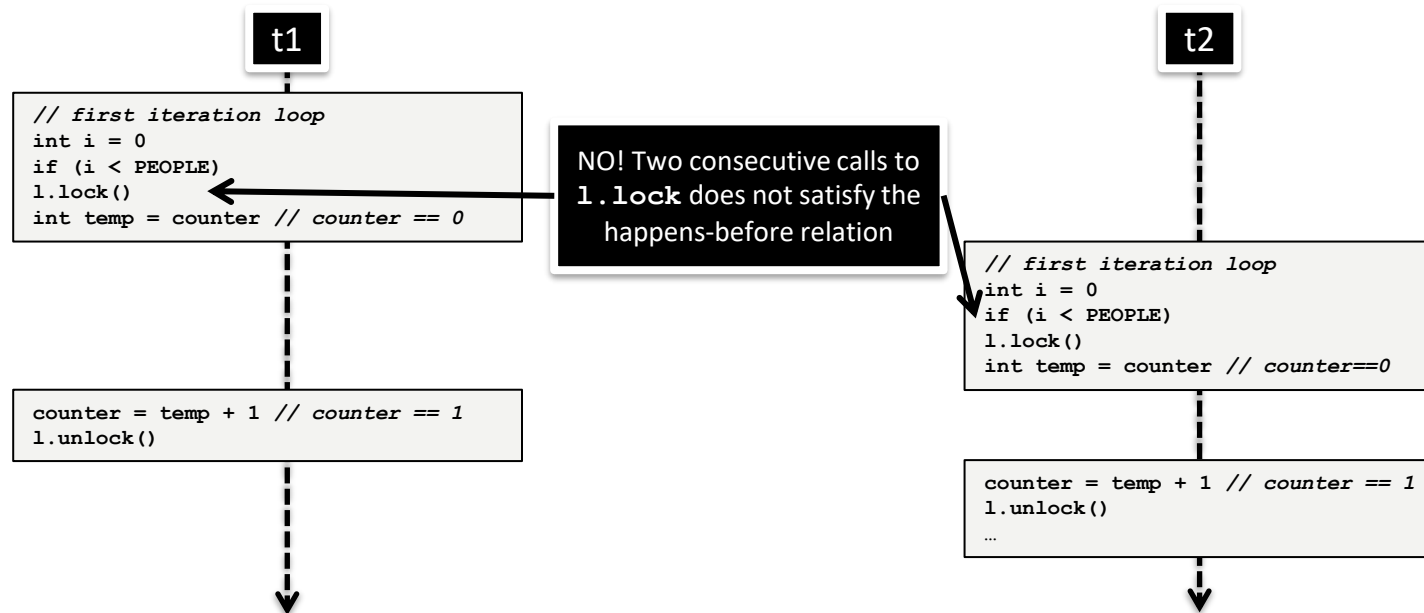 t1
t2
// first iteration loop
int i = 0
if (i < PEOPLE)
l.lock()
int temp = counter // counter == 0
NO! Two consecutive calls to
l.lock does not satisfy the
happens-before relation
// first iteration loop
int i = 0
if (i < PEOPLE)
l.lock()
int temp = counter // counter==0
counter = temp + 1 // counter == 1
l.unlock()
counter = temp + 1 // counter == 1
l.unlock()
…